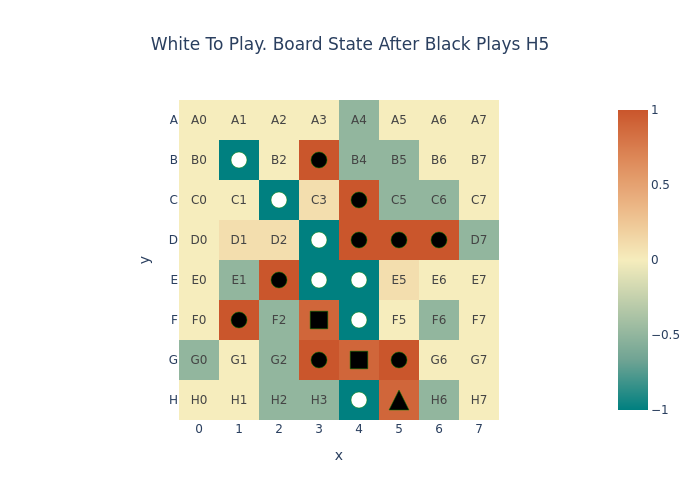 White To Play. Board State After Black Plays H5
A A0 A1 A2 A3 A4 A5 A6 A7
B B0 B2 B4 B5 B6 B7
C C0 C1 C3 C5 C6 C7
D D0 D1 D2 D7
E E0 E1 E5 E6 E7
F F0 F2 F5 F6 F7
G G0 G1 G2 G6 G7
H H0 H1 H2 H3 H6 H7
0 1 2 3 4 5 6 7
x
y
1
0.5
0
−0.5
−1